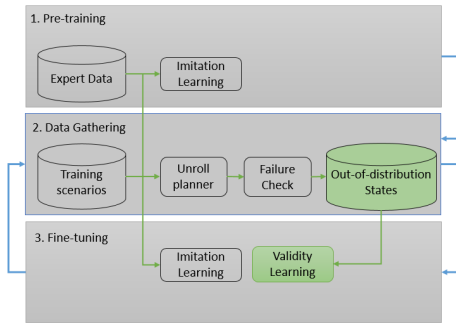 1. Pre-training
Expert Data
Imitation
Learning
2. Data Gathering
Training
scenarios
Unroll
planner
Failure
Check
Out-of-distribution
States
3. Fine-tuning
Imitation
Learning
Validity
Learning